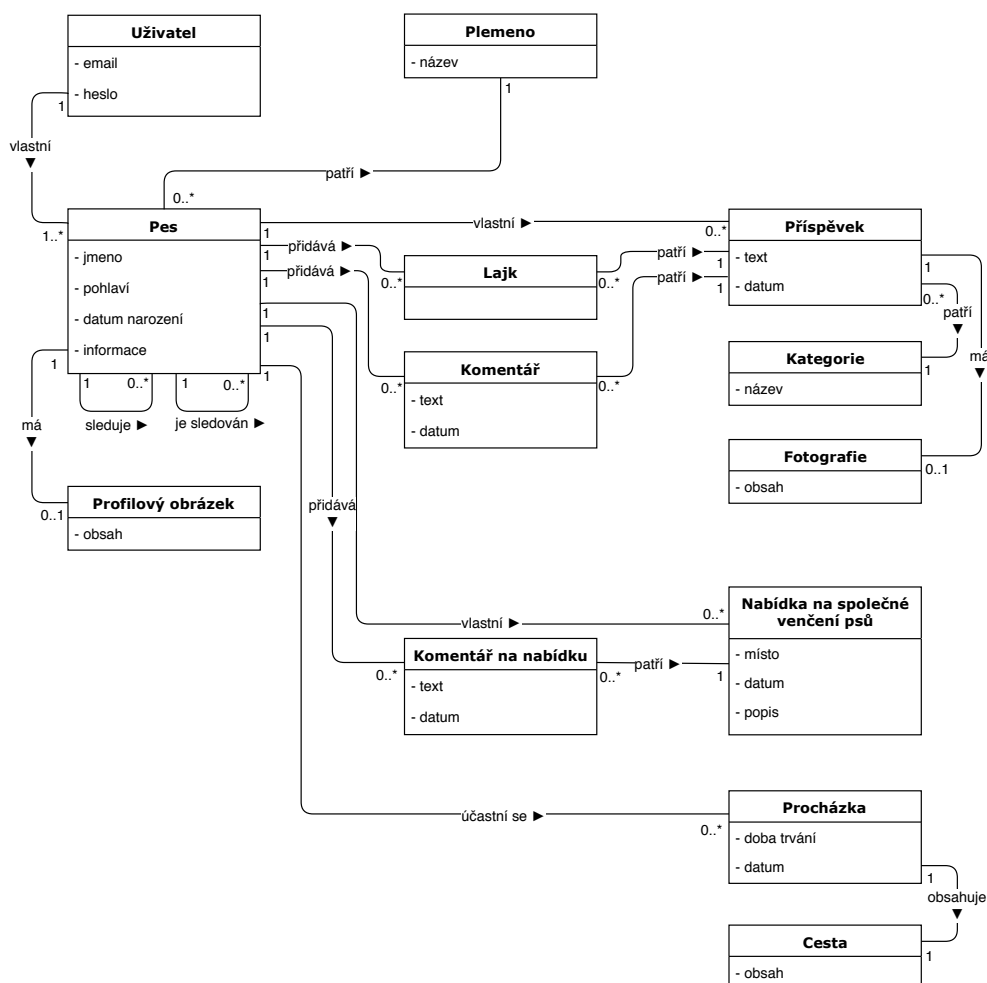 Uživatel
- email
- heslo
Plemeno
- název
1
1
vlastní ▼
patří ►
0..*
1..*
Pes
- jmeno
- pohlaví
- datum narození
- informace
1
vlastní ►
0..*
Příspěvek
- text
- datum
1
přidává ►
0..*
Lajk
0..*
patří ►
1
1
přidává ►
0..*
Komentář
- text
- datum
0..*
patří ►
1
1
0..*
patří ▼
1
Kategorie
- název
má ▼
0..1
Fotografie
- obsah
1
1
1
1
1
0..*
sleduje ►
1
0..*
je sledován ►
má ▼
0..1
Profilový obrázek
- obsah
přidává ▼
vlastní ►
0..*
Nabídka na společné
venčení psů
- místo
- datum
- popis
0..*
Komentář na nabídku
- text
- datum
0..*
patří ►
1
účastní se ►
0..*
Procházka
- doba trvání
- datum
1
obsahuje ▼
1
Cesta
- obsah